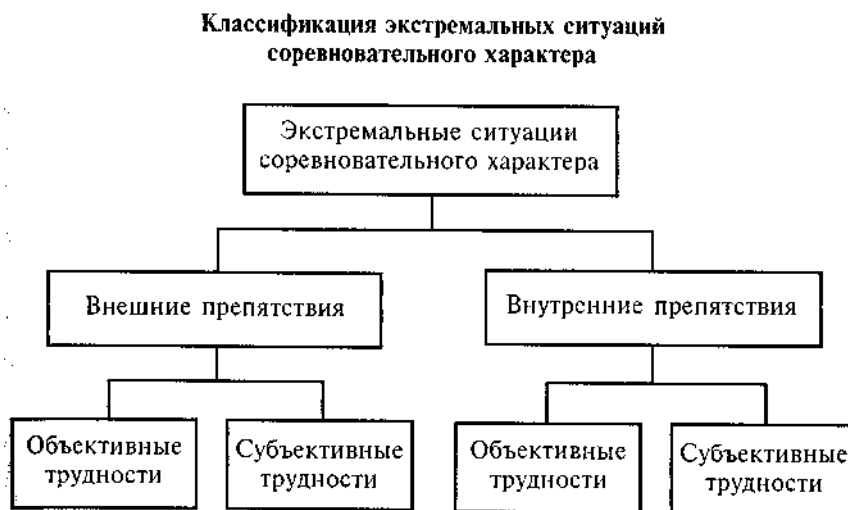 Классификация экстремальных ситуаций
соревновательного характера
Экстремальные ситуации
соревновательного характера
Внешние препятствия
Внутренние препятствия
Объективные
трудности
Субъективные
трудности
Объективные
трудности
Субъективные
трудности